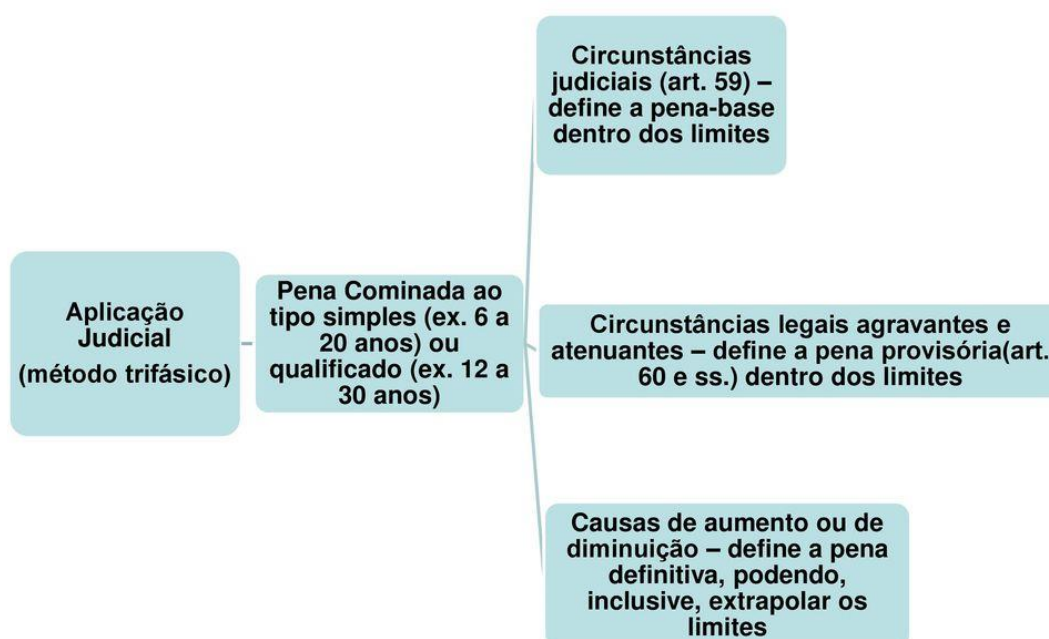 Aplicação
Judicial
(método trifásico)
Pena Cominada ao
tipo simples (ex. 6 a
20 anos) ou
qualificado (ex. 12 a
30 anos)
Circunstâncias
judiciais (art. 59) –
define a pena-base
dentro dos limites
Circunstâncias legais agravantes e
atenuantes – define a pena provisória(art.
60 e ss.) dentro dos limites
Causas de aumento ou de
diminuição – define a pena
definitiva, podendo,
inclusive, extrapolar os
limites